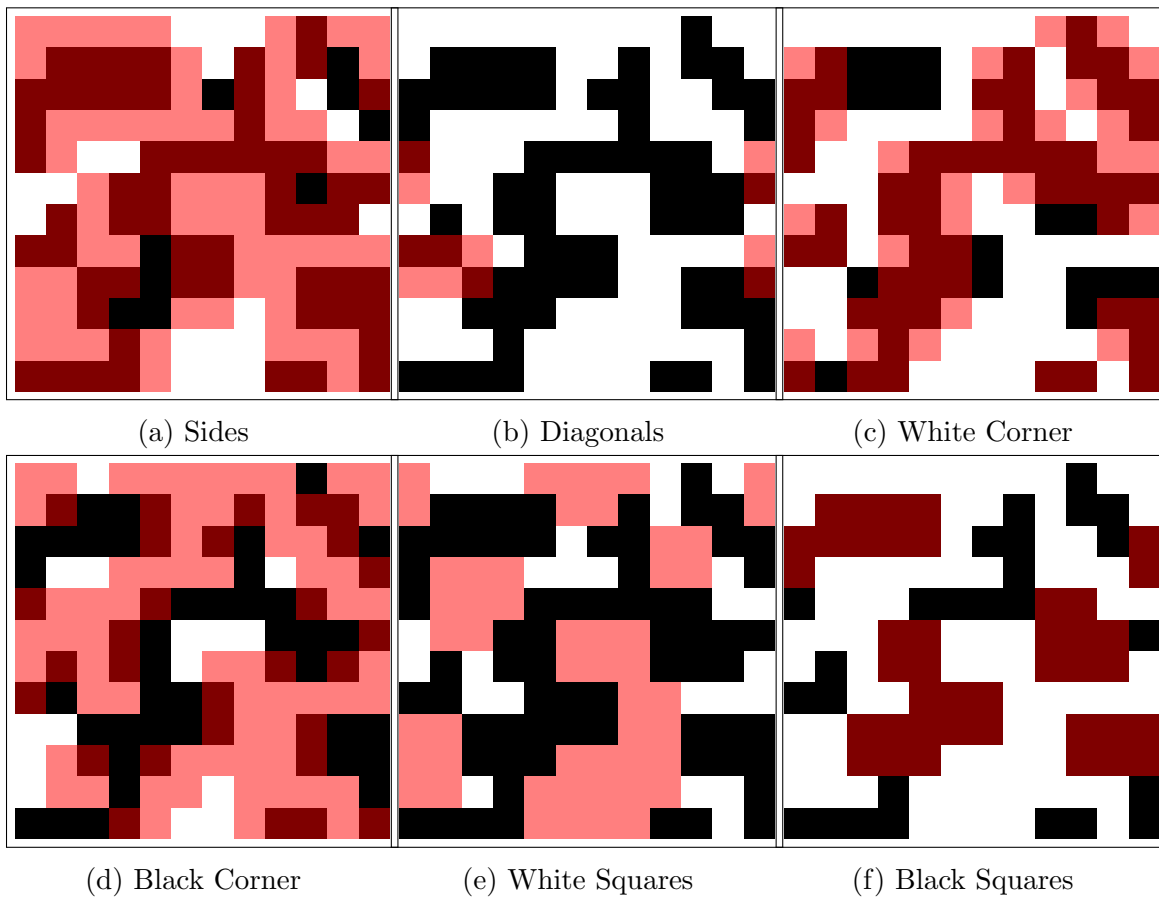 (a) Sides
(b) Diagonals
(c) White Corner
(d) Black Corner
(e) White Squares
(f) Black Squares